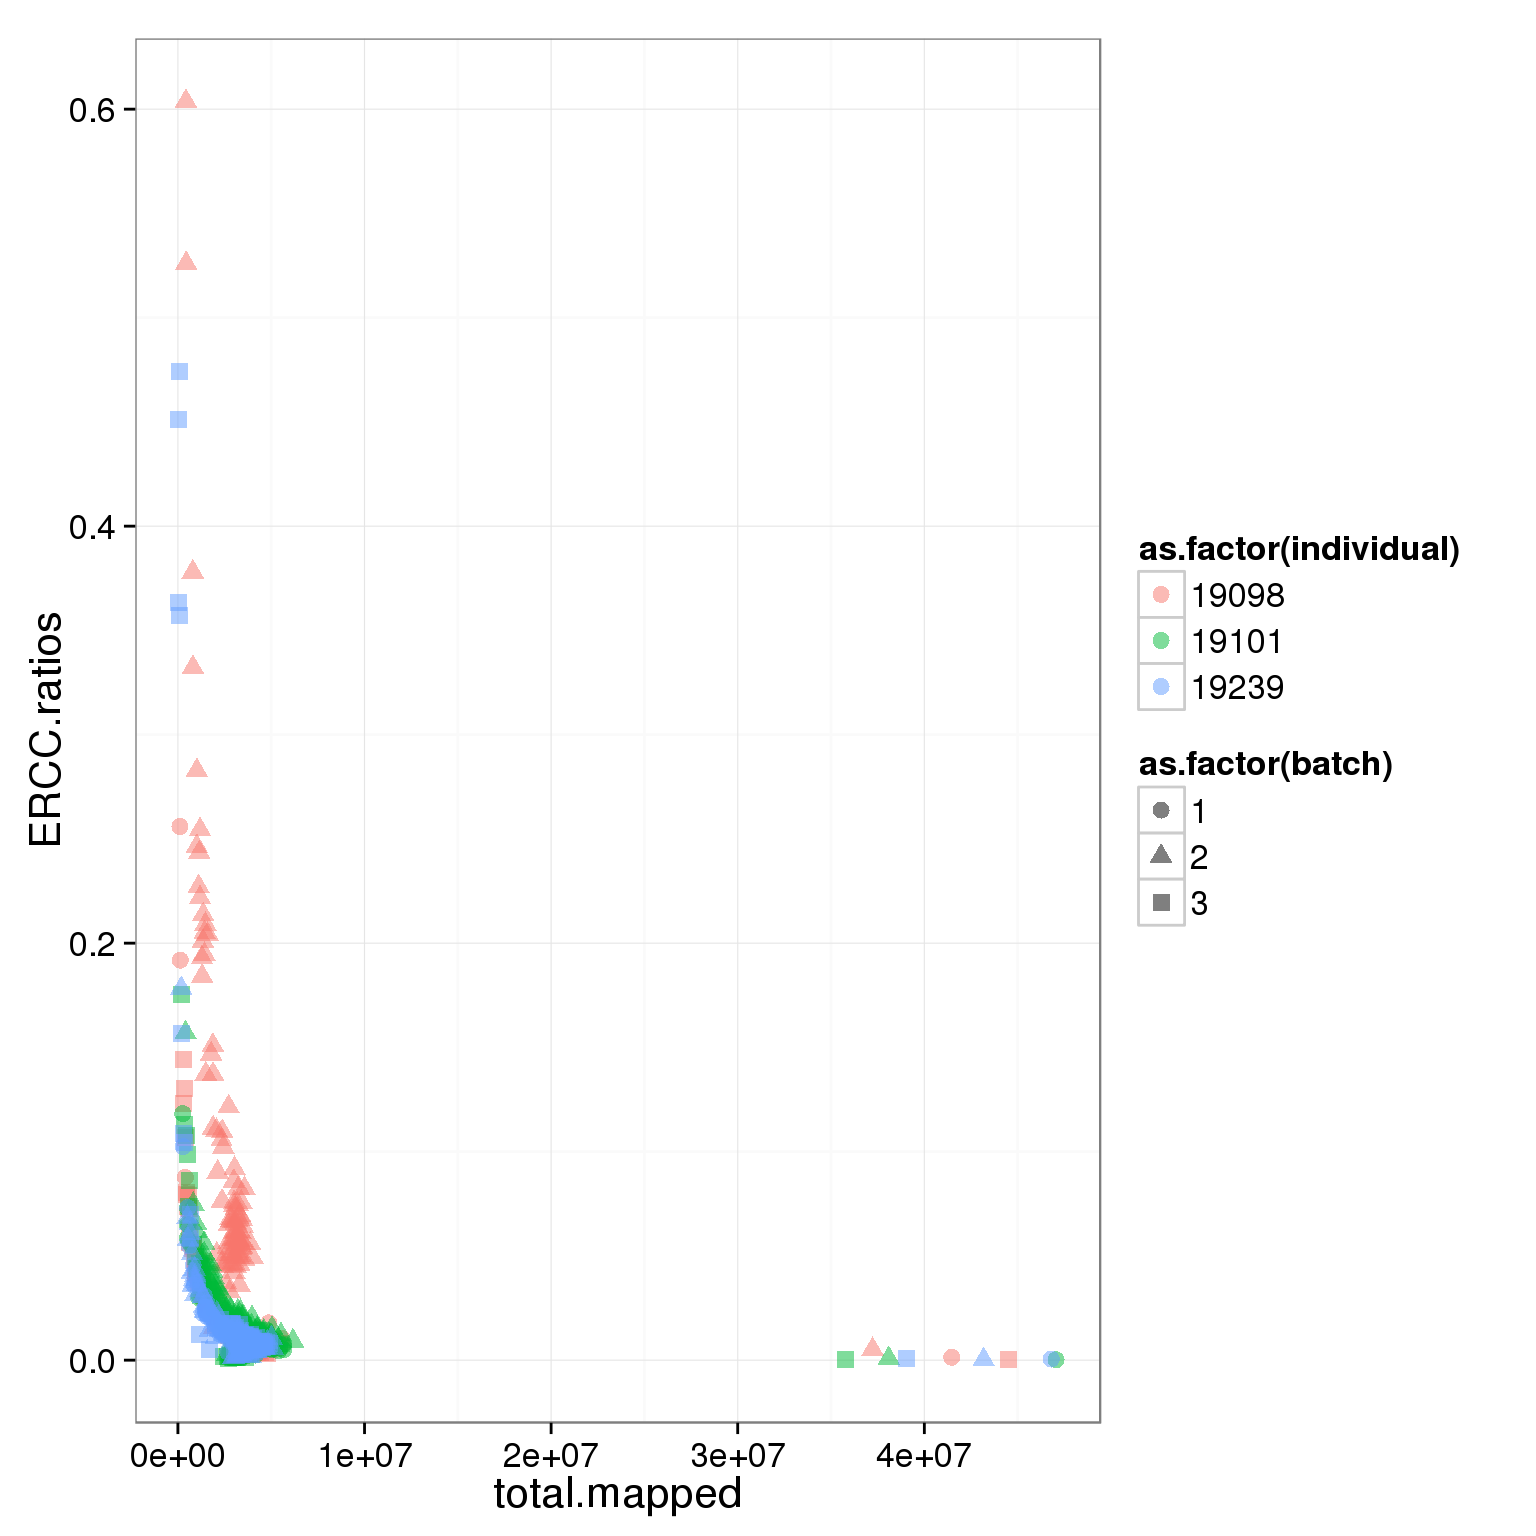 0.6
0.4
0.2
0.0
ERCC.ratios
0e+00 1e+07 2e+07 3e+07 4e+07
total.mapped
as.factor(individual)
19098
19101
19239
as.factor(batch)
1
2
3